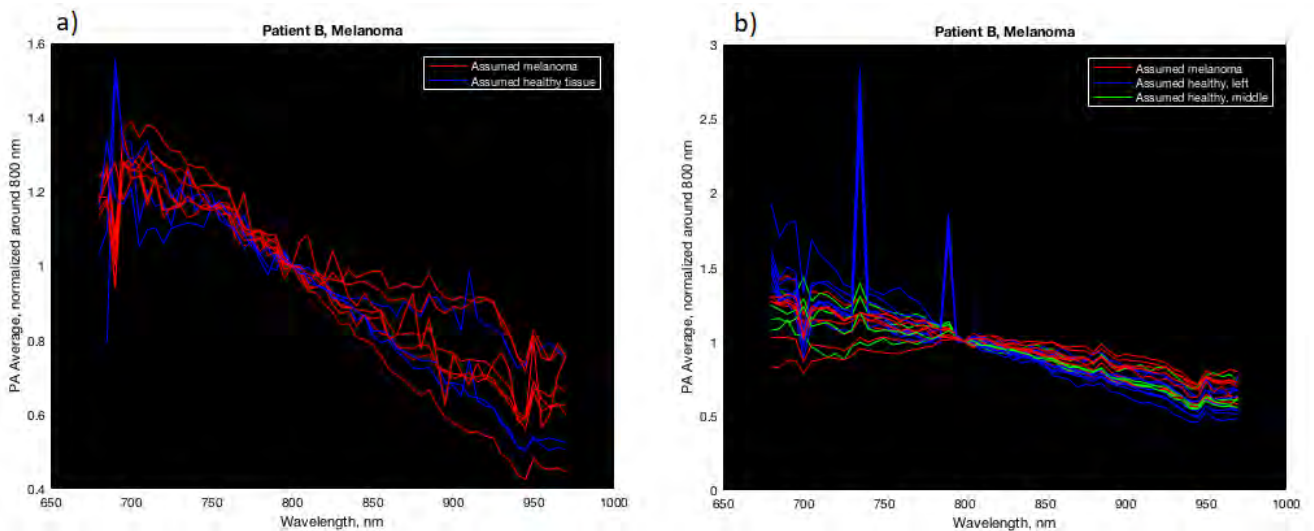 a)
Patient B, Melanoma
1.6
1.4
1.2
1
0.8
0.6
0.4
PA Average, normalized around 800 nm
Assumed melanoma
Assumed healthy tissue
650 700 750 800 850 900 950 1000
Wavelength, nm
b)
Patient B, Melanoma
3
2.5
2
1.5
1
0.5
0
PA Average, normalized around 800 nm
Assumed melanoma
Assumed healthy, left
Assumed healthy, middle
650 700 750 800 850 900 950 1000
Wavelength, nm